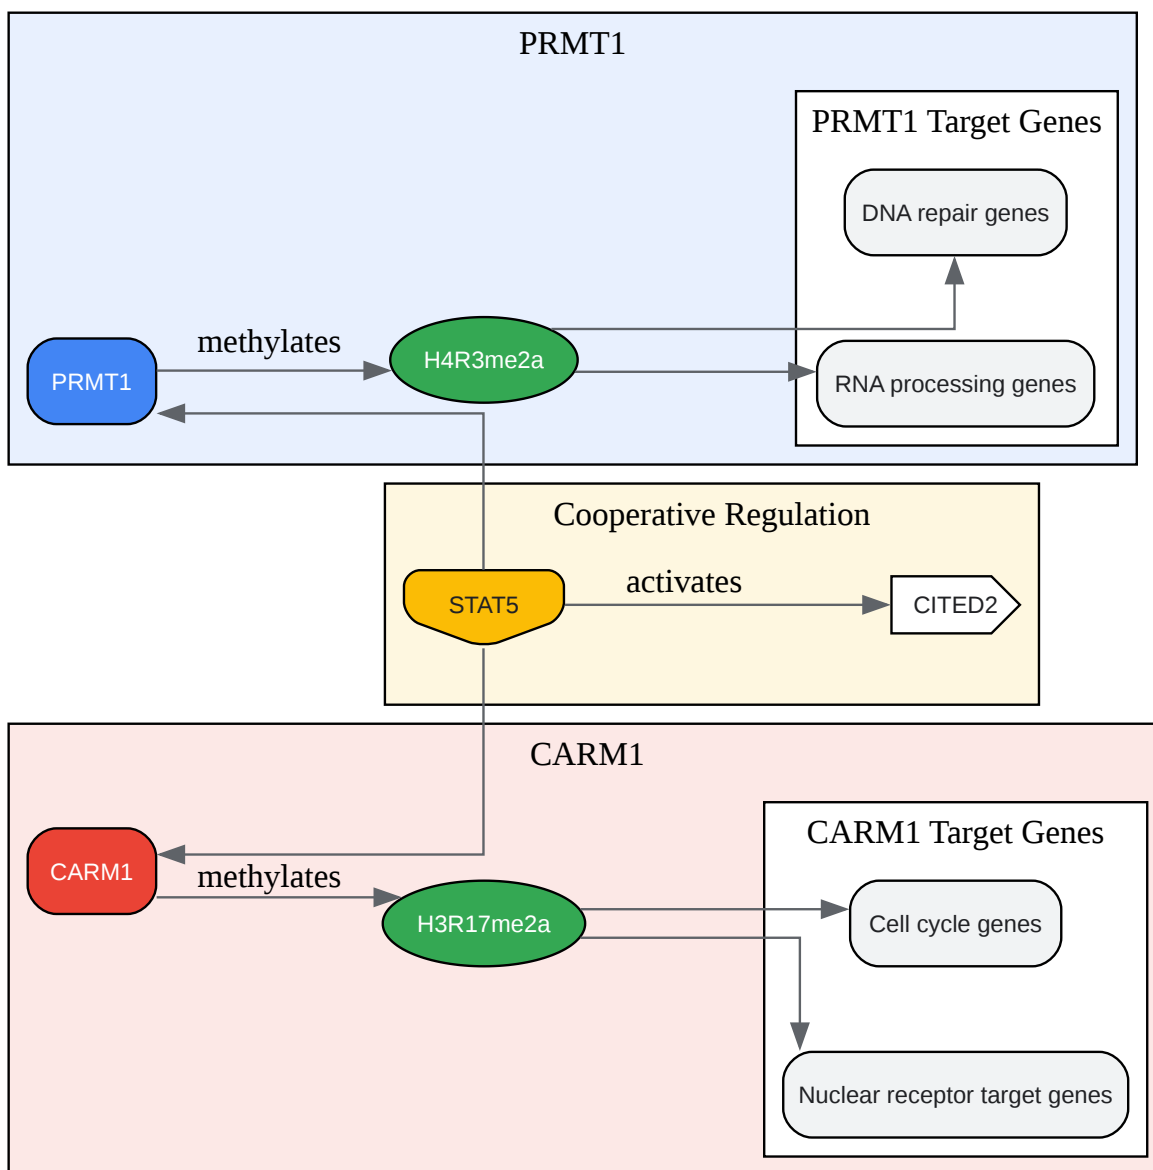 PRMT1
PRMT1 Target Genes
DNA repair genes
methylates
H4R3me2a
PRMT1
RNA processing genes
Cooperative Regulation
activates
STAT5
CITED2
CARM1
CARM1 Target Genes
CARM1
methylates
H3R17me2a
Cell cycle genes
Nuclear receptor target genes